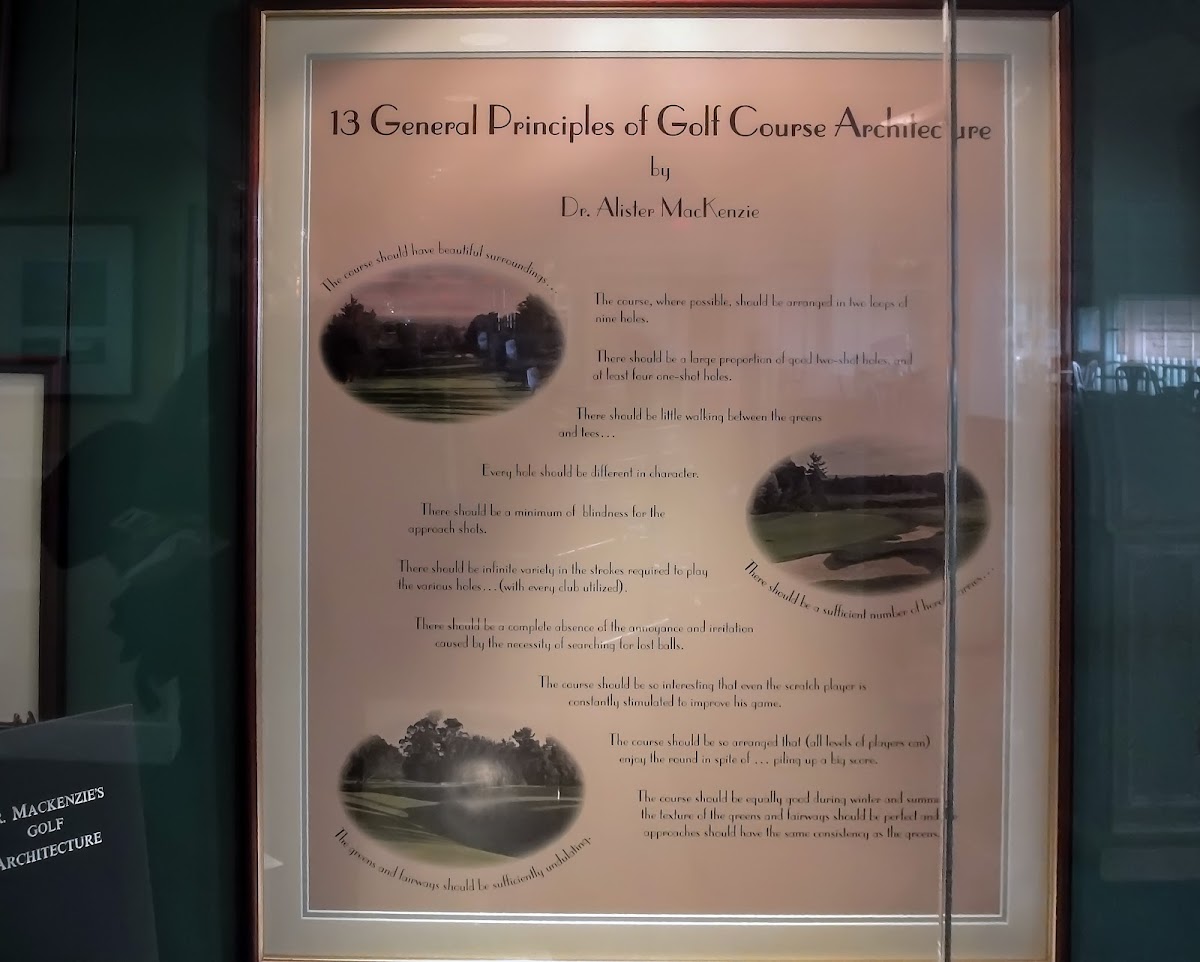 13 General Principles of Golf Course Architec ure
by
Dr. Alister MacKenzie
The course should have beautiful surroundings...
The course, where possible, should be arranged in two loops of
nine holes.
There should be a large proportion of good two-shot holes, and
at least four one-shot holes.
There should be little walking between the greens
and tees...
Every hole should be different in character.
There should be a minimum of blindness for the
approach shots.
There should be a sufficient number of
There should be infinite variety in the strokes required to play
the various holes...(with every club utilized).
There should be a complete absence of the annoyance and irritation
caused by the necessity of searching for lost balls.
The course should be so interesting that even the scratch player is
constantly stimulated to improve his game.
The course should be so arranged that (all levels of players can)
enjoy the round in spite of ... piling up a big score.
The greens and fairways should be sufficiently undulating.
The course should be equally good during winter and summe
the texture of the greens and fairways should be perfect and
approaches should have the same consistency as the greens.
R. MACKENZIE'S
GOLF
ARCHITECTURE